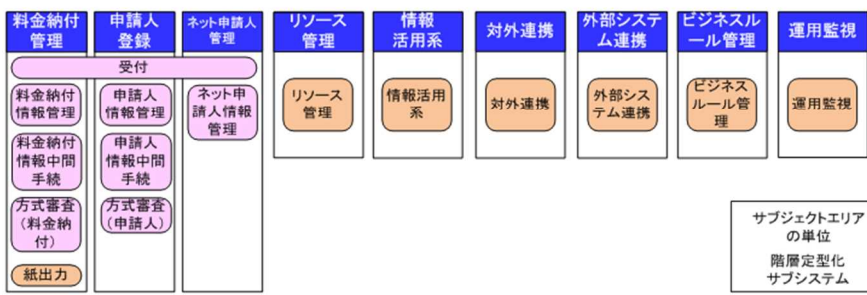 料金納付
管理
申請人
登録
ネット申請人
管理
リソース
管理
情報
活用系
対外連携
外部システ
ム連携
ビジネスル
ール管理
運用監視
受付
料金納付
情報管理
料金納付
情報中間
手続
方式審査
(料金納
付)
紙出力
申請人
情報管理
申請人
情報中間
手続
方式審査
(申請人)
ネット申
請人情報
管理
リソース
管理
情報活用
系
対外連携
外部シス
テム連携
ビジネス
ルール管
理
運用監視
サブジェクトエリア
の単位
階層定型化
サブシステム